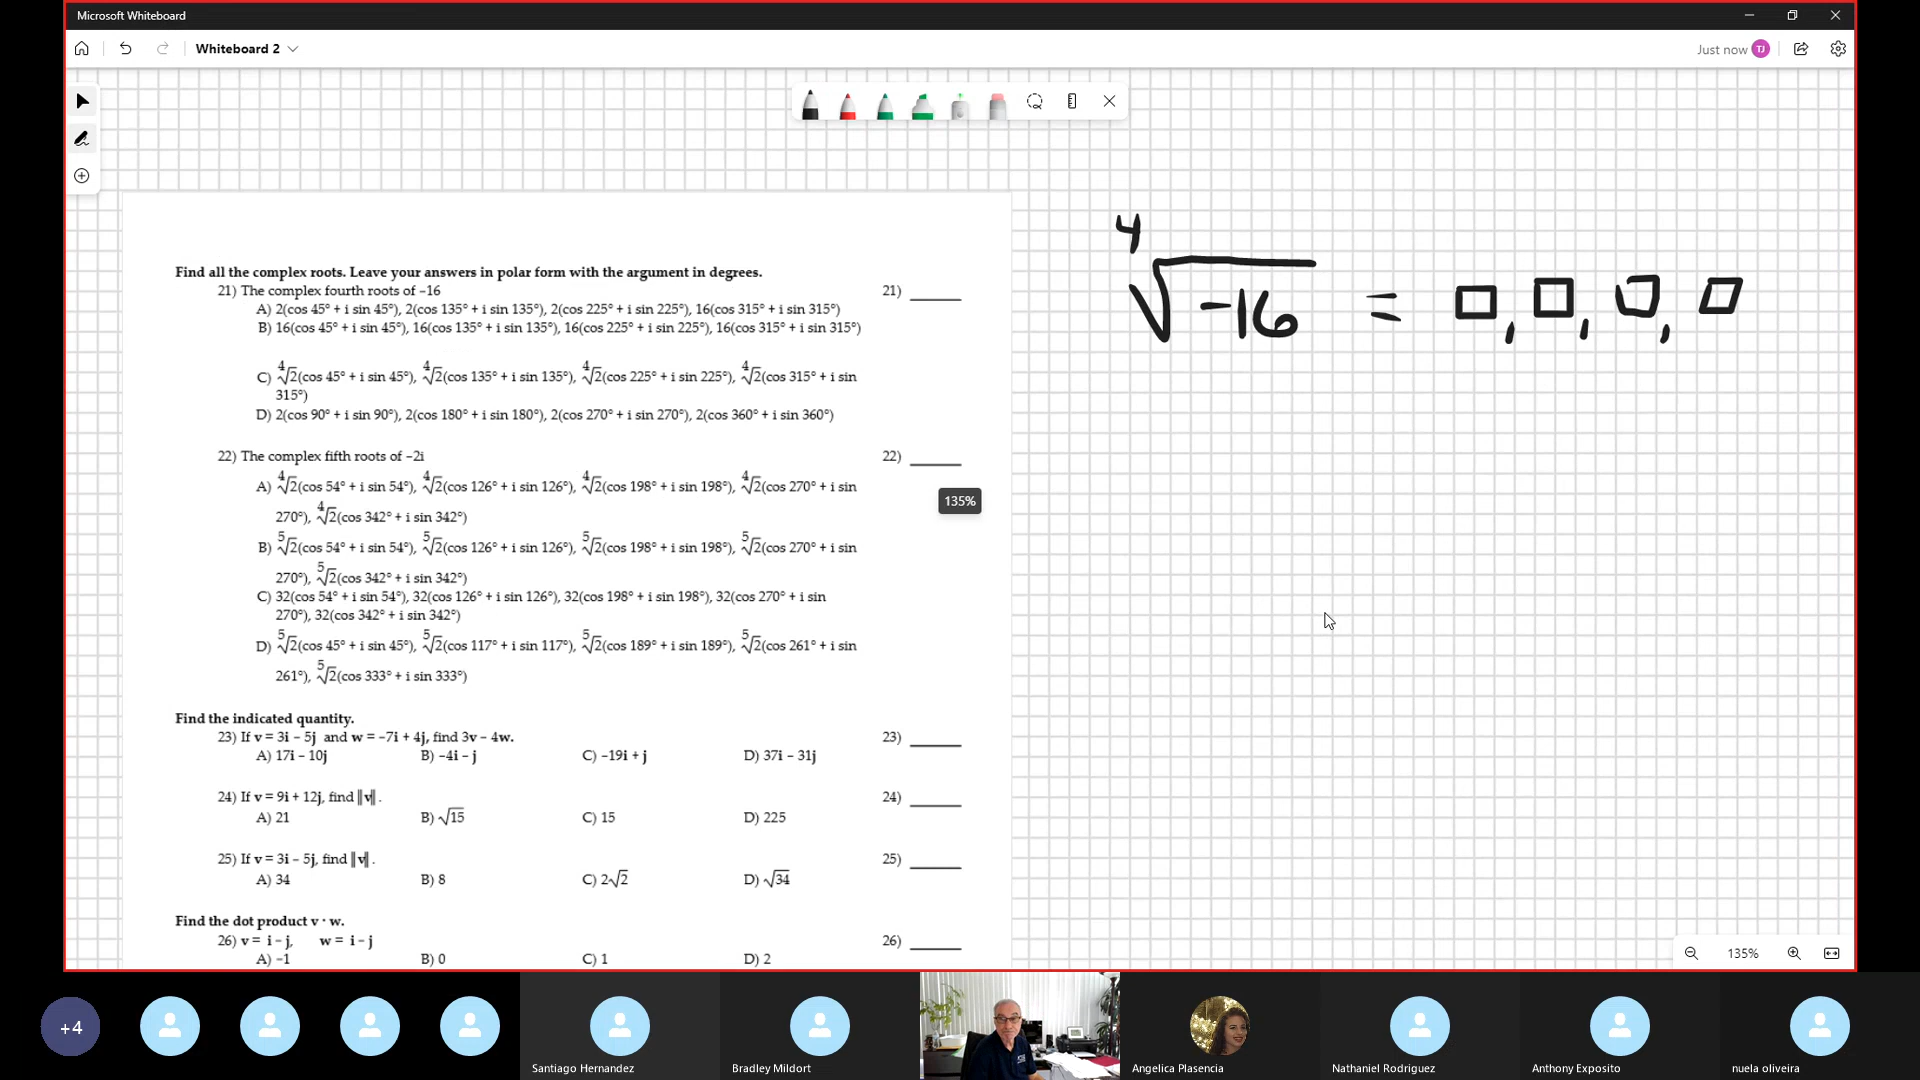 Microsoft Whiteboard
Whiteboard 2
Just now TJ
Find all the complex roots. Leave your answers in polar form with the argument in degrees.
21) The complex fourth roots of -16 21) ______
A) 2(cos 45° + i sin 45°), 2(cos 135° + i sin 135°), 2(cos 225° + i sin 225°), 16(cos 315° + i sin 315°)
B) 16(cos 45° + i sin 45°), 16(cos 135° + i sin 135°), 16(cos 225° + i sin 225°), 16(cos 315° + i sin 315°)
C) ∜2(cos 45° + i sin 45°), ∜2(cos 135° + i sin 135°), ∜2(cos 225° + i sin 225°), ∜2(cos 315° + i sin
315°)
D) 2(cos 90° + i sin 90°), 2(cos 180° + i sin 180°), 2(cos 270° + i sin 270°), 2(cos 360° + i sin 360°)
22) The complex fifth roots of -2i 22) ______
A) ∜2(cos 54° + i sin 54°), ∜2(cos 126° + i sin 126°), ∜2(cos 198° + i sin 198°), ∜2(cos 270° + i sin
270°), ∜2(cos 342° + i sin 342°)
B) ⁵√2(cos 54° + i sin 54°), ⁵√2(cos 126° + i sin 126°), ⁵√2(cos 198° + i sin 198°), ⁵√2(cos 270° + i sin
270°), ⁵√2(cos 342° + i sin 342°)
C) 32(cos 54° + i sin 54°), 32(cos 126° + i sin 126°), 32(cos 198° + i sin 198°), 32(cos 270° + i sin
270°), 32(cos 342° + i sin 342°)
D) ⁵√2(cos 45° + i sin 45°), ⁵√2(cos 117° + i sin 117°), ⁵√2(cos 189° + i sin 189°), ⁵√2(cos 261° + i sin
261°), ⁵√2(cos 333° + i sin 333°)
Find the indicated quantity.
23) If v = 3i - 5j and w = -7i + 4j, find 3v - 4w. 23) ______
A) 17i - 10j B) -4i - j C) -19i + j D) 37i - 31j
24) If v = 9i + 12j, find ‖v‖. 24) ______
A) 21 B) √15 C) 15 D) 225
25) If v = 3i - 5j, find ‖v‖. 25) ______
A) 34 B) 8 C) 2√2 D) √34
Find the dot product v · w.
26) v = i - j, w = i - j 26) ______
A) -1 B) 0 C) 1 D) 2
∜-16 = □, □, □, □
135%
135%
+4
Santiago Hernandez
Bradley Mildort
Angelica Plasencia
Nathaniel Rodriguez
Anthony Exposito
nuela oliveira